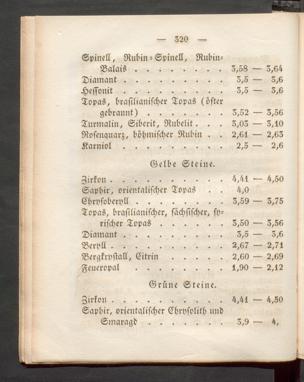 — 320 —
Spinell, Rubin-Spinell, Rubin-
Balais . . . . . . . . 3,58 — 3,64
Diamant . . . . . . . . 3,5 — 3,6
Hessonit . . . . . . . . 3,5 — 3,6
Topas, brasilianischer Topas (öfter
gebrannt) . . . . . . . 3,52 — 3,56
Turmalin, Siberit, Rubelit . . . 3,03 — 3,10
Rosenquarz, böhmischer Rubin . . 2,61 — 2,63
Karniol . . . . . . . . 2,5 — 2,6
Gelbe Steine.
Zirkon . . . . . . . . 4,41 — 4,50
Saphir, orientalischer Topas . . 4,0
Chrysoberyll . . . . . . 3,59 — 3,75
Topas, brasilianischer, sächsischer, sy-
rischer Topas . . . . . 3,50 — 3,56
Diamant . . . . . . . . 3,5 — 3,6
Beryll . . . . . . . . 2,67 — 2,71
Bergkrystall, Citrin . . . . . 2,60 — 2,69
Feueropal . . . . . . . 1,90 — 2,12
Grüne Steine.
Zirkon . . . . . . . . 4,41 — 4,50
Saphir, orientalischer Chrysolith und
Smaragd . . . . . . 3,9 — 4,